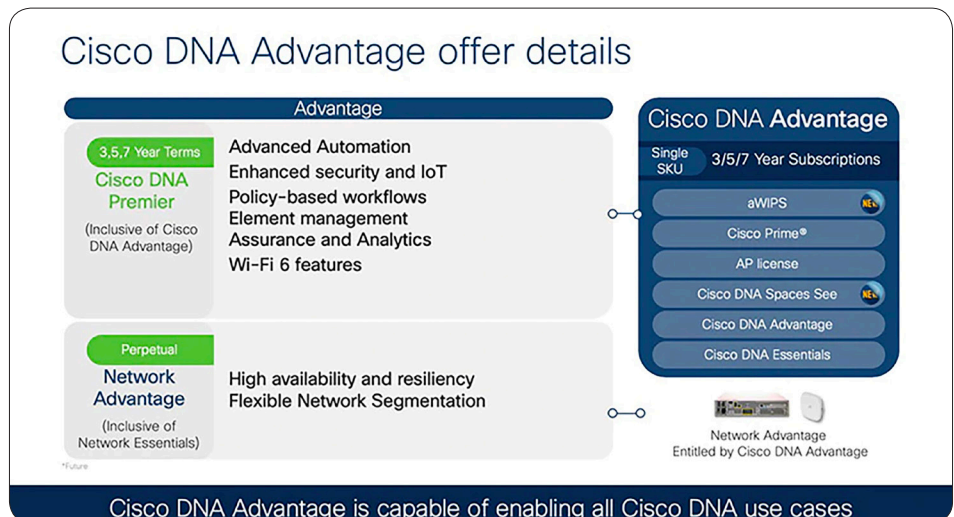 Cisco DNA Advantage offer details
Advantage
3,5,7 Year Terms
Cisco DNA
Premier
(Inclusive of Cisco
DNA Advantage)
Advanced Automation
Enhanced security and IoT
Policy-based workflows
Element management
Assurance and Analytics
Wi-Fi 6 features
Perpetual
Network
Advantage
(Inclusive of
Network Essentials)
High availability and resiliency
Flexible Network Segmentation
*Future
Cisco DNA Advantage
Single
SKU
3/5/7 Year Subscriptions
aWIPS
NEW
Cisco Prime®
AP license
Cisco DNA Spaces See
NEW
Cisco DNA Advantage
Cisco DNA Essentials
Network Advantage
Entitled by Cisco DNA Advantage
Cisco DNA Advantage is capable of enabling all Cisco DNA use cases